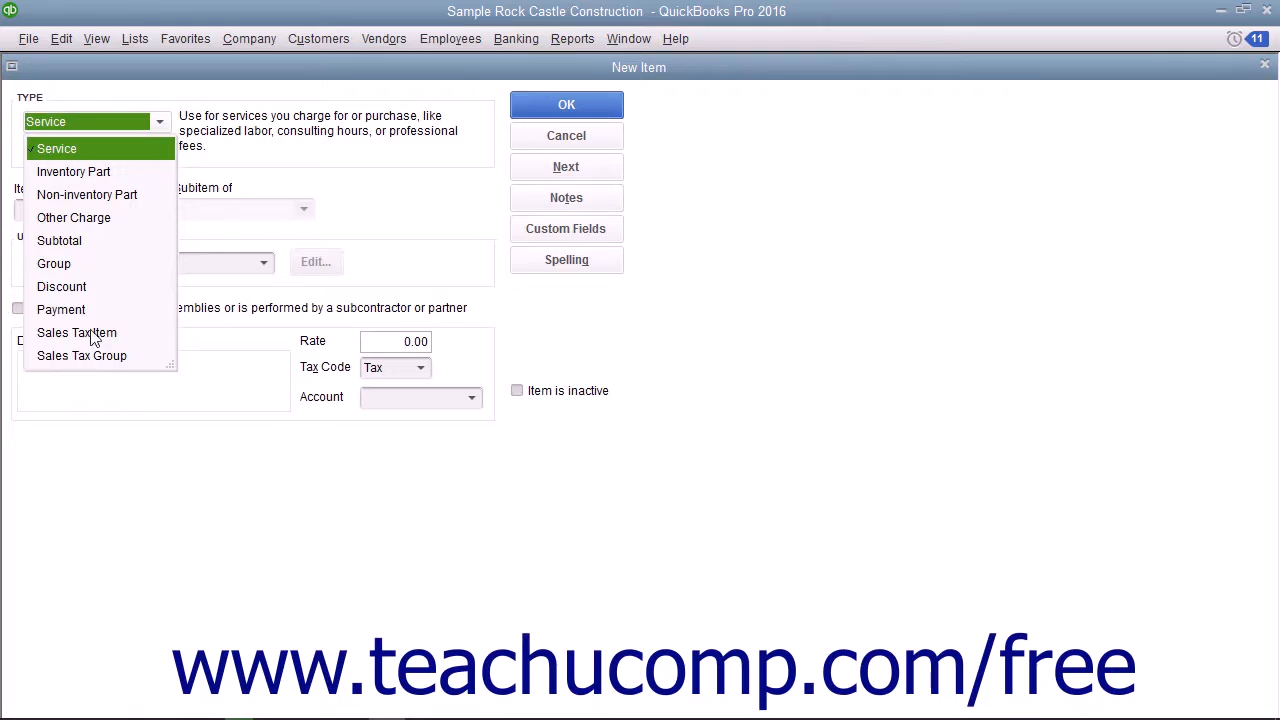 qb
Sample Rock Castle Construction - QuickBooks Pro 2016
File Edit View Lists Favorites Company Customers Vendors Employees Banking Reports Window Help 11
New Item
TYPE
Service
Use for services you charge for or purchase, like
specialized labor, consulting hours, or professional
fees.
Service
Inventory Part
Non-inventory Part
Other Charge
Subtotal
Group
Discount
Payment
Sales Tax Item
Sales Tax Group
ubitem of
Edit...
emblies or is performed by a subcontractor or partner
Rate 0.00
Tax Code Tax
Account
OK
Cancel
Next
Notes
Custom Fields
Spelling
Item is inactive
www.teachucomp.com/free